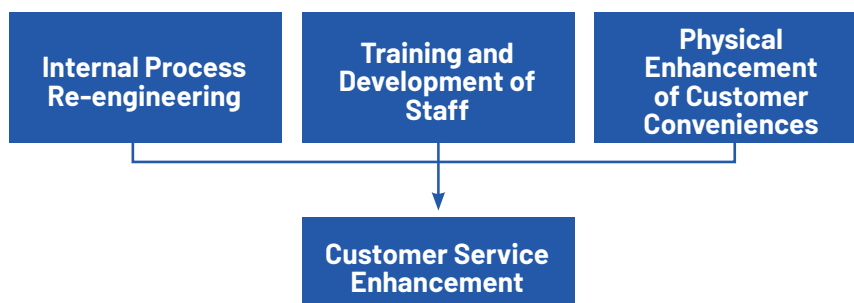 Internal Process
Re-engineering
Training and
Development of
Staff
Physical
Enhancement
of Customer
Conveniences
Customer Service
Enhancement